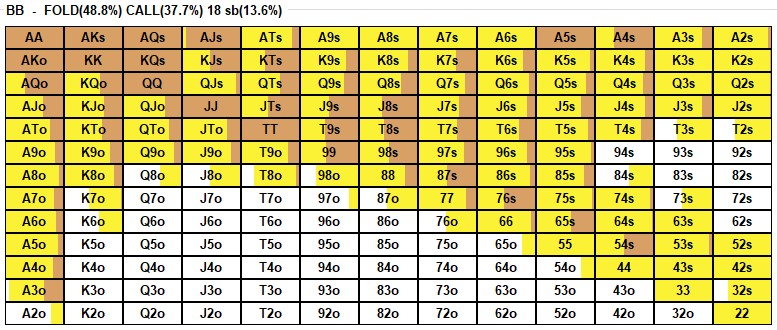 BB - FOLD(48.8%) CALL(37.7%) 18 sb(13.6%)
AA AKs AQs AJs ATs A9s A8s A7s A6s A5s A4s A3s A2s
AKo KK KQs KJs KTs K9s K8s K7s K6s K5s K4s K3s K2s
AQo KQo QQ QJs QTs Q9s Q8s Q7s Q6s Q5s Q4s Q3s Q2s
AJo KJo QJo JJ JTs J9s J8s J7s J6s J5s J4s J3s J2s
ATo KTo QTo JTo TT T9s T8s T7s T6s T5s T4s T3s T2s
A9o K9o Q9o J9o T9o 99 98s 97s 96s 95s 94s 93s 92s
A8o K8o Q8o J8o T8o 98o 88 87s 86s 85s 84s 83s 82s
A7o K7o Q7o J7o T7o 97o 87o 77 76s 75s 74s 73s 72s
A6o K6o Q6o J6o T6o 96o 86o 76o 66 65s 64s 63s 62s
A5o K5o Q5o J5o T5o 95o 85o 75o 65o 55 54s 53s 52s
A4o K4o Q4o J4o T4o 94o 84o 74o 64o 54o 44 43s 42s
A3o K3o Q3o J3o T3o 93o 83o 73o 63o 53o 43o 33 32s
A2o K2o Q2o J2o T2o 92o 82o 72o 62o 52o 42o 32o 22